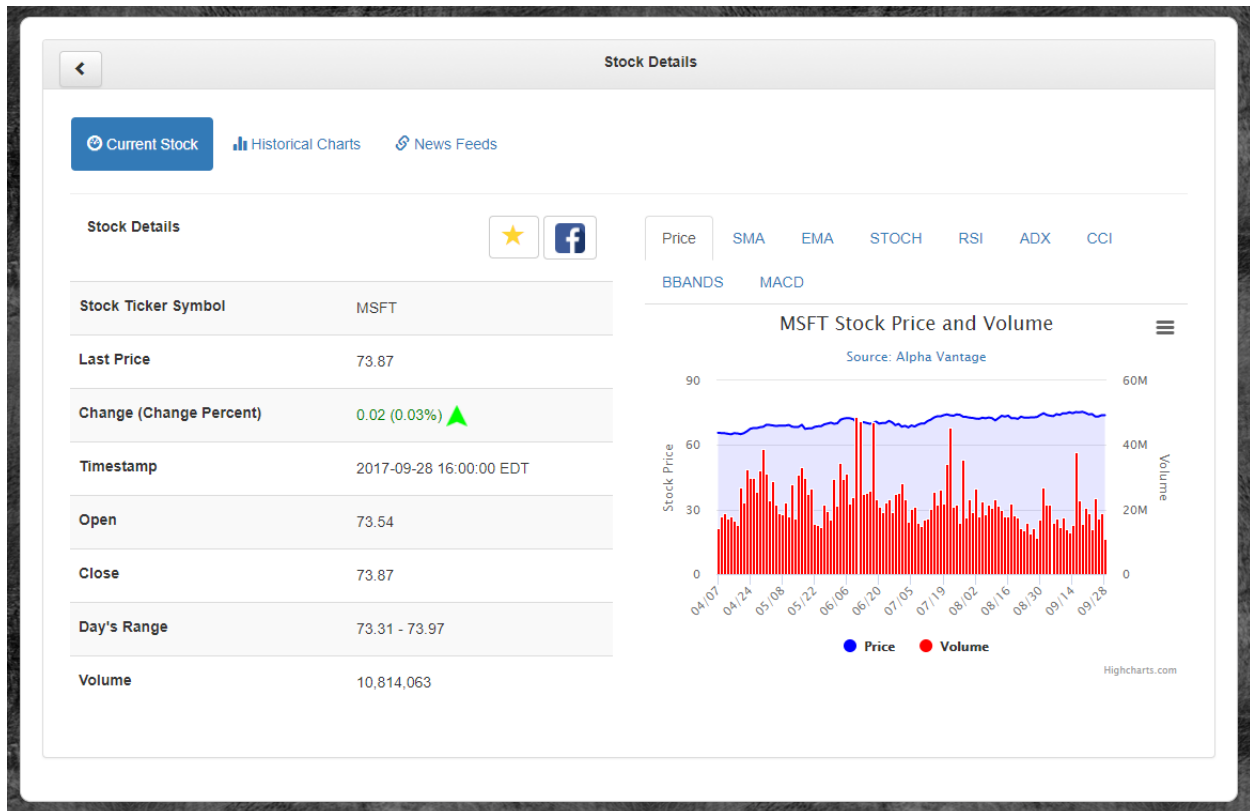 Stock Details
Current Stock
Historical Charts
News Feeds
Stock Details
Stock Ticker Symbol MSFT
Last Price 73.87
Change (Change Percent) 0.02 (0.03%)
Timestamp 2017-09-28 16:00:00 EDT
Open 73.54
Close 73.87
Day's Range 73.31 - 73.97
Volume 10,814,063
Price SMA EMA STOCH RSI ADX CCI
BBANDS MACD
MSFT Stock Price and Volume
Source: Alpha Vantage
Stock Price
90
60
30
0
60M
40M
20M
0
Volume
04/07 04/24 05/08 05/22 06/06 06/20 07/05 07/19 08/02 08/16 08/30 09/14 09/28
Price Volume
Highcharts.com